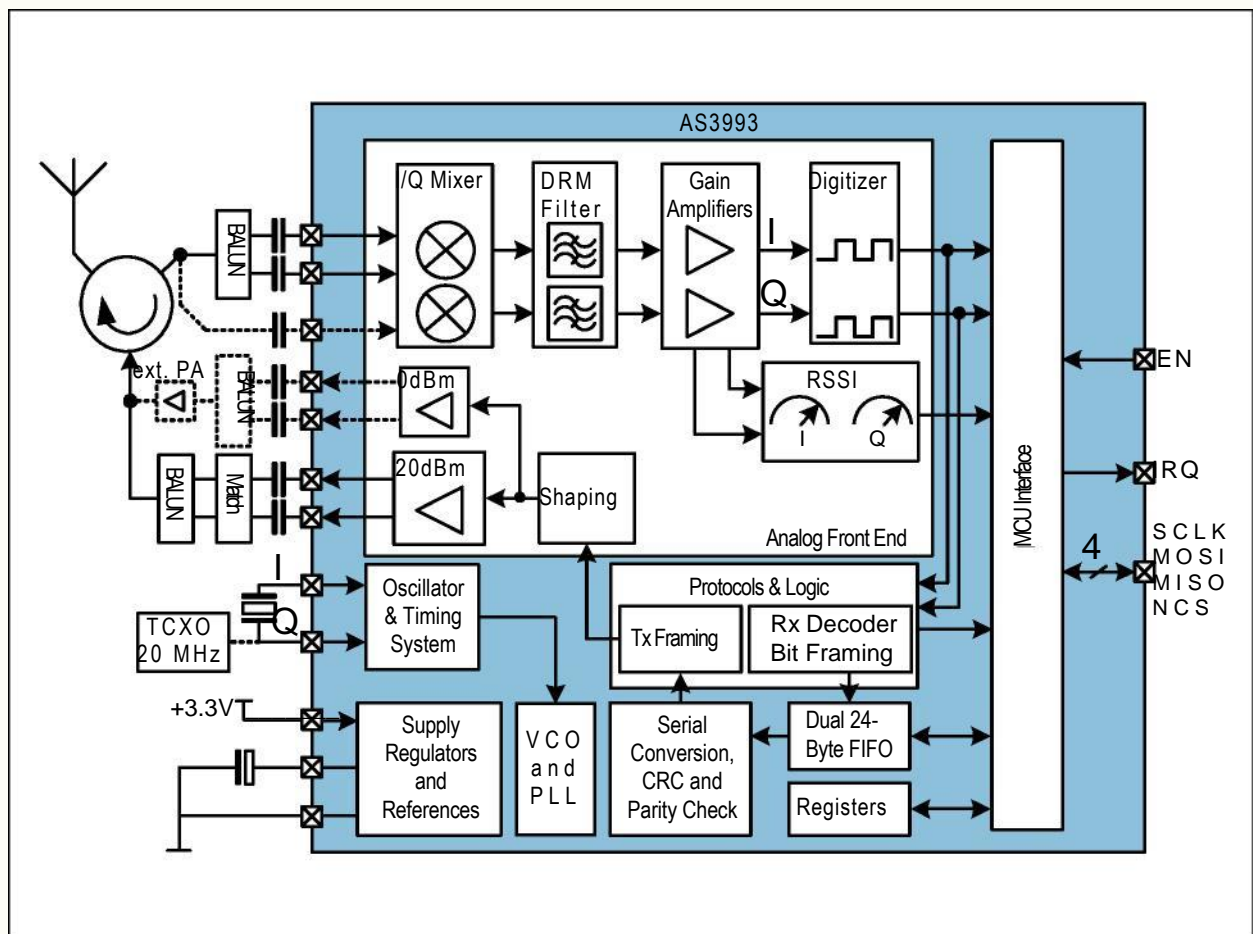 AS3993
/Q Mixer
DRM
Filter
Gain
Amplifiers
Digitizer
I
Q
BALUN
ext. PA
BALUN
0dBm
RSSI
I
Q
EN
20dBm
Shaping
BALUN
Match
Analog Front End
MCU Interface
IRQ
SCLK
MOSI
MISO
NCS
4
I
Q
TCXO
20 MHz
Oscillator
& Timing
System
Protocols & Logic
Tx Framing
Rx Decoder
Bit Framing
+3.3V
Supply
Regulators
and
References
VCO
and
PLL
Serial
Conversion,
CRC and
Parity Check
Dual 24-
Byte FIFO
Registers